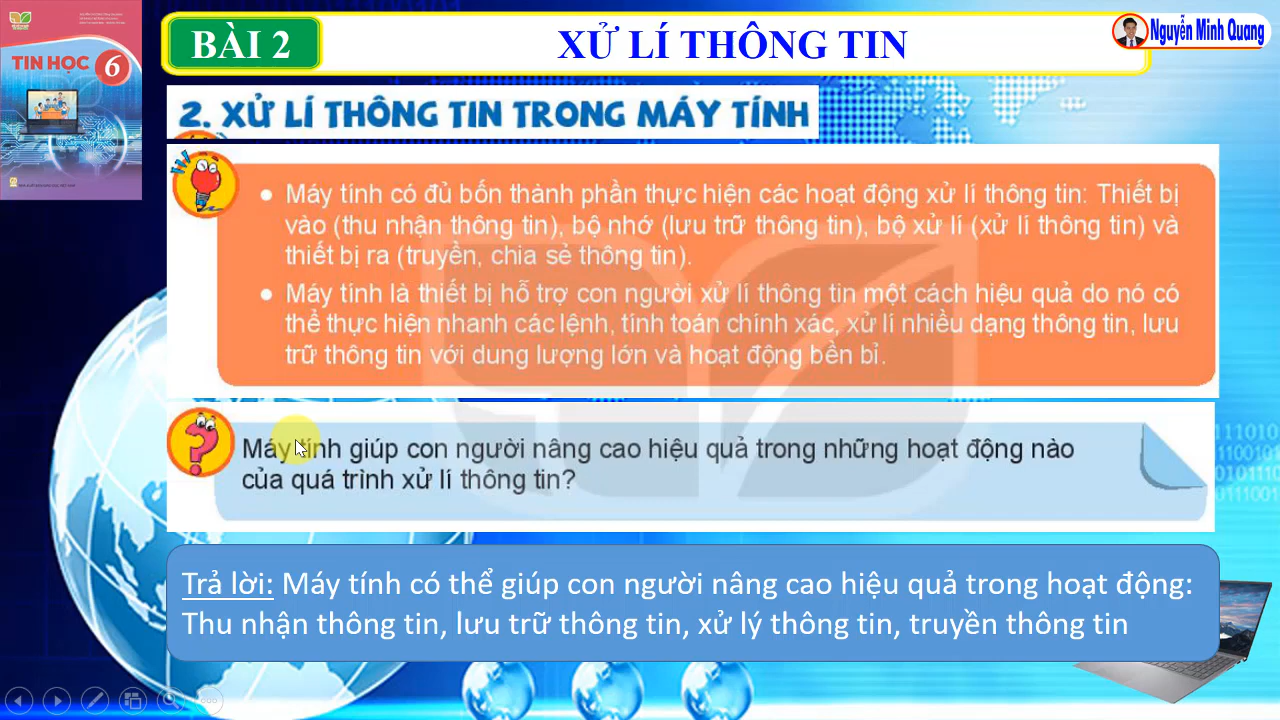 TIN HỌC 6
BÀI 2
XỬ LÍ THÔNG TIN
Nguyễn Minh Quang
2. XỬ LÍ THÔNG TIN TRONG MÁY TÍNH
● Máy tính có đủ bốn thành phần thực hiện các hoạt động xử lí thông tin: Thiết bị
vào (thu nhận thông tin), bộ nhớ (lưu trữ thông tin), bộ xử lí (xử lí thông tin) và
thiết bị ra (truyền, chia sẻ thông tin).
● Máy tính là thiết bị hỗ trợ con người xử lí thông tin một cách hiệu quả do nó có
thể thực hiện nhanh các lệnh, tính toán chính xác, xử lí nhiều dạng thông tin, lưu
trữ thông tin với dung lượng lớn và hoạt động bền bỉ.
Máy tính giúp con người nâng cao hiệu quả trong những hoạt động nào
của quá trình xử lí thông tin?
Trả lời: Máy tính có thể giúp con người nâng cao hiệu quả trong hoạt động:
Thu nhận thông tin, lưu trữ thông tin, xử lý thông tin, truyền thông tin